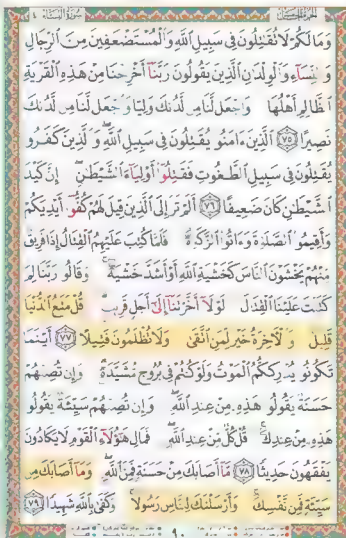 الجزء الخامس سورة النساء ٤
وَمَا لَكُمْ لَا تُقَٰتِلُونَ فِى سَبِيلِ ٱللَّهِ وَٱلْمُسْتَضْعَفِينَ مِنَ ٱلرِّجَالِ
وَٱلنِّسَآءِ وَٱلْوِلْدَٰنِ ٱلَّذِينَ يَقُولُونَ رَبَّنَآ أَخْرِجْنَا مِنْ هَٰذِهِ ٱلْقَرْيَةِ
ٱلظَّالِمِ أَهْلُهَا وَٱجْعَل لَّنَا مِن لَّدُنكَ وَلِيًّا وَٱجْعَل لَّنَا مِن لَّدُنكَ
نَصِيرًا ٧٥ ٱلَّذِينَ ءَامَنُوا۟ يُقَٰتِلُونَ فِى سَبِيلِ ٱللَّهِ وَٱلَّذِينَ كَفَرُوا۟
يُقَٰتِلُونَ فِى سَبِيلِ ٱلطَّٰغُوتِ فَقَٰتِلُوٓا۟ أَوْلِيَآءَ ٱلشَّيْطَٰنِ إِنَّ كَيْدَ
ٱلشَّيْطَٰنِ كَانَ ضَعِيفًا ٧٦ أَلَمْ تَرَ إِلَى ٱلَّذِينَ قِيلَ لَهُمْ كُفُّوٓا۟ أَيْدِيَكُمْ
وَأَقِيمُوا۟ ٱلصَّلَوٰةَ وَءَاتُوا۟ ٱلزَّكَوٰةَ فَلَمَّا كُتِبَ عَلَيْهِمُ ٱلْقِتَالُ إِذَا فَرِيقٌ
مِّنْهُمْ يَخْشَوْنَ ٱلنَّاسَ كَخَشْيَةِ ٱللَّهِ أَوْ أَشَدَّ خَشْيَةً وَقَالُوا۟ رَبَّنَا لِمَ
كَتَبْتَ عَلَيْنَا ٱلْقِتَالَ لَوْلَآ أَخَّرْتَنَآ إِلَىٰٓ أَجَلٍ قَرِيبٍ قُلْ مَتَٰعُ ٱلدُّنْيَا
قَلِيلٌ وَٱلْءَاخِرَةُ خَيْرٌ لِّمَنِ ٱتَّقَىٰ وَلَا تُظْلَمُونَ فَتِيلًا ٧٧ أَيْنَمَا
تَكُونُوا۟ يُدْرِككُّمُ ٱلْمَوْتُ وَلَوْ كُنتُمْ فِى بُرُوجٍ مُّشَيَّدَةٍ وَإِن تُصِبْهُمْ
حَسَنَةٌ يَقُولُوا۟ هَٰذِهِۦ مِنْ عِندِ ٱللَّهِ وَإِن تُصِبْهُمْ سَيِّئَةٌ يَقُولُوا۟
هَٰذِهِۦ مِنْ عِندِكَ قُلْ كُلٌّ مِّنْ عِندِ ٱللَّهِ فَمَالِ هَٰٓؤُلَآءِ ٱلْقَوْمِ لَا يَكَادُونَ
يَفْقَهُونَ حَدِيثًا ٧٨ مَّآ أَصَابَكَ مِنْ حَسَنَةٍ فَمِنَ ٱللَّهِ وَمَآ أَصَابَكَ مِن
سَيِّئَةٍ فَمِن نَّفْسِكَ وَأَرْسَلْنَٰكَ لِلنَّاسِ رَسُولًا وَكَفَىٰ بِٱللَّهِ شَهِيدًا ٧٩
٩٠